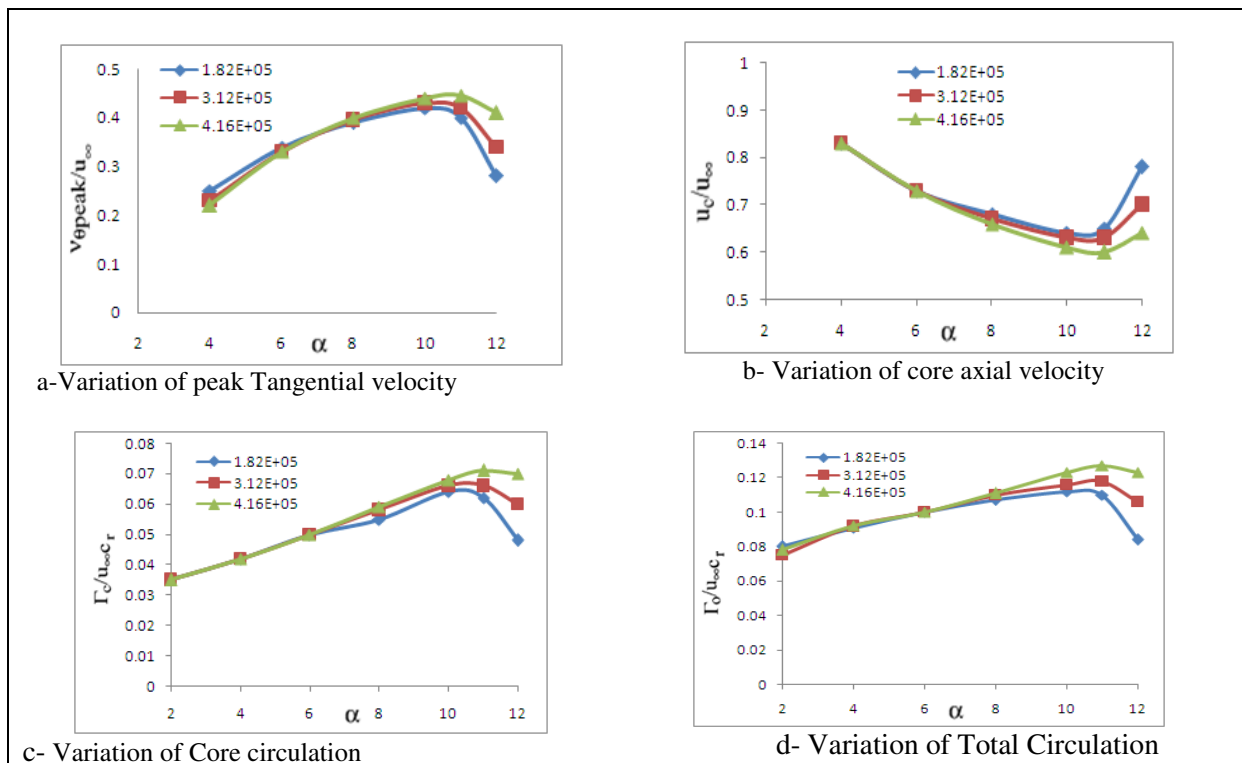 0.5
0.4
0.3
0.2
0.1
0
2 4 6 8 10 12
α
vθpeak/u∞
1.82E+05
3.12E+05
4.16E+05
a-Variation of peak Tangential velocity
1
0.9
0.8
0.7
0.6
0.5
2 4 6 8 10 12
α
uc/u∞
1.82E+05
3.12E+05
4.16E+05
b- Variation of core axial velocity
0.08
0.07
0.06
0.05
0.04
0.03
0.02
0.01
0
2 4 6 8 10 12
α
Γc/u∞cr
1.82E+05
3.12E+05
4.16E+05
c- Variation of Core circulation
0.14
0.12
0.1
0.08
0.06
0.04
0.02
0
2 4 6 8 10 12
α
Γo/u∞cr
1.82E+05
3.12E+05
4.16E+05
d- Variation of Total Circulation